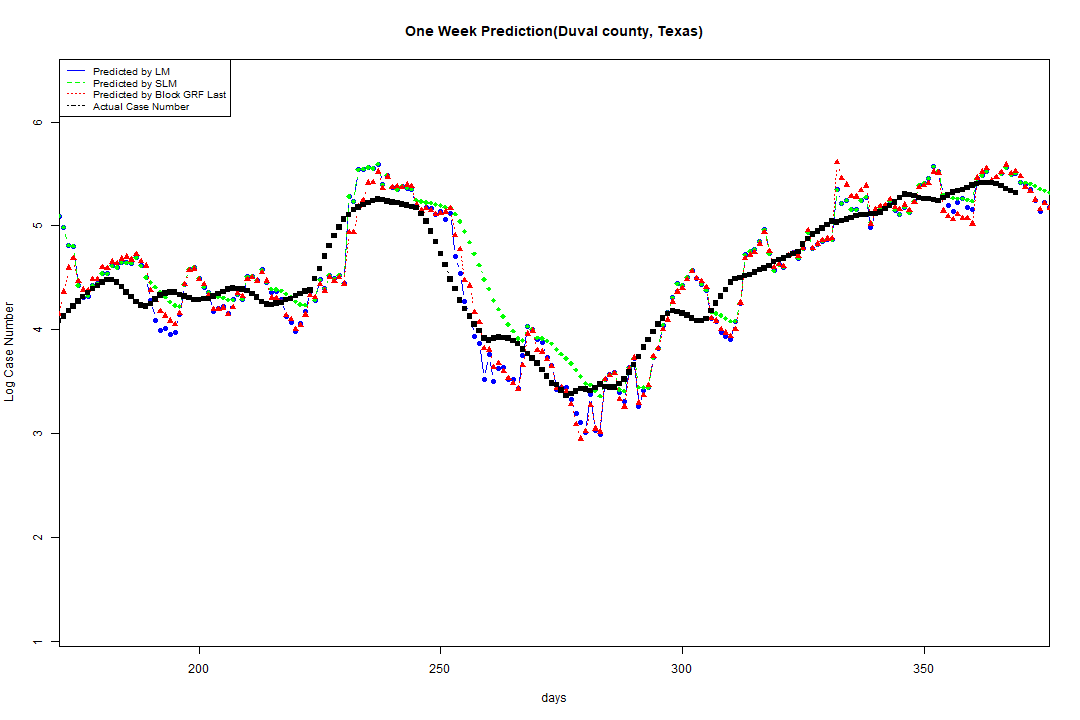 One Week Prediction(Duval county, Texas)
Predicted by LM
Predicted by SLM
Predicted by Block GRF Last
Actual Case Number
6
5
4
3
2
1
Log Case Number
200 250 300 350
days